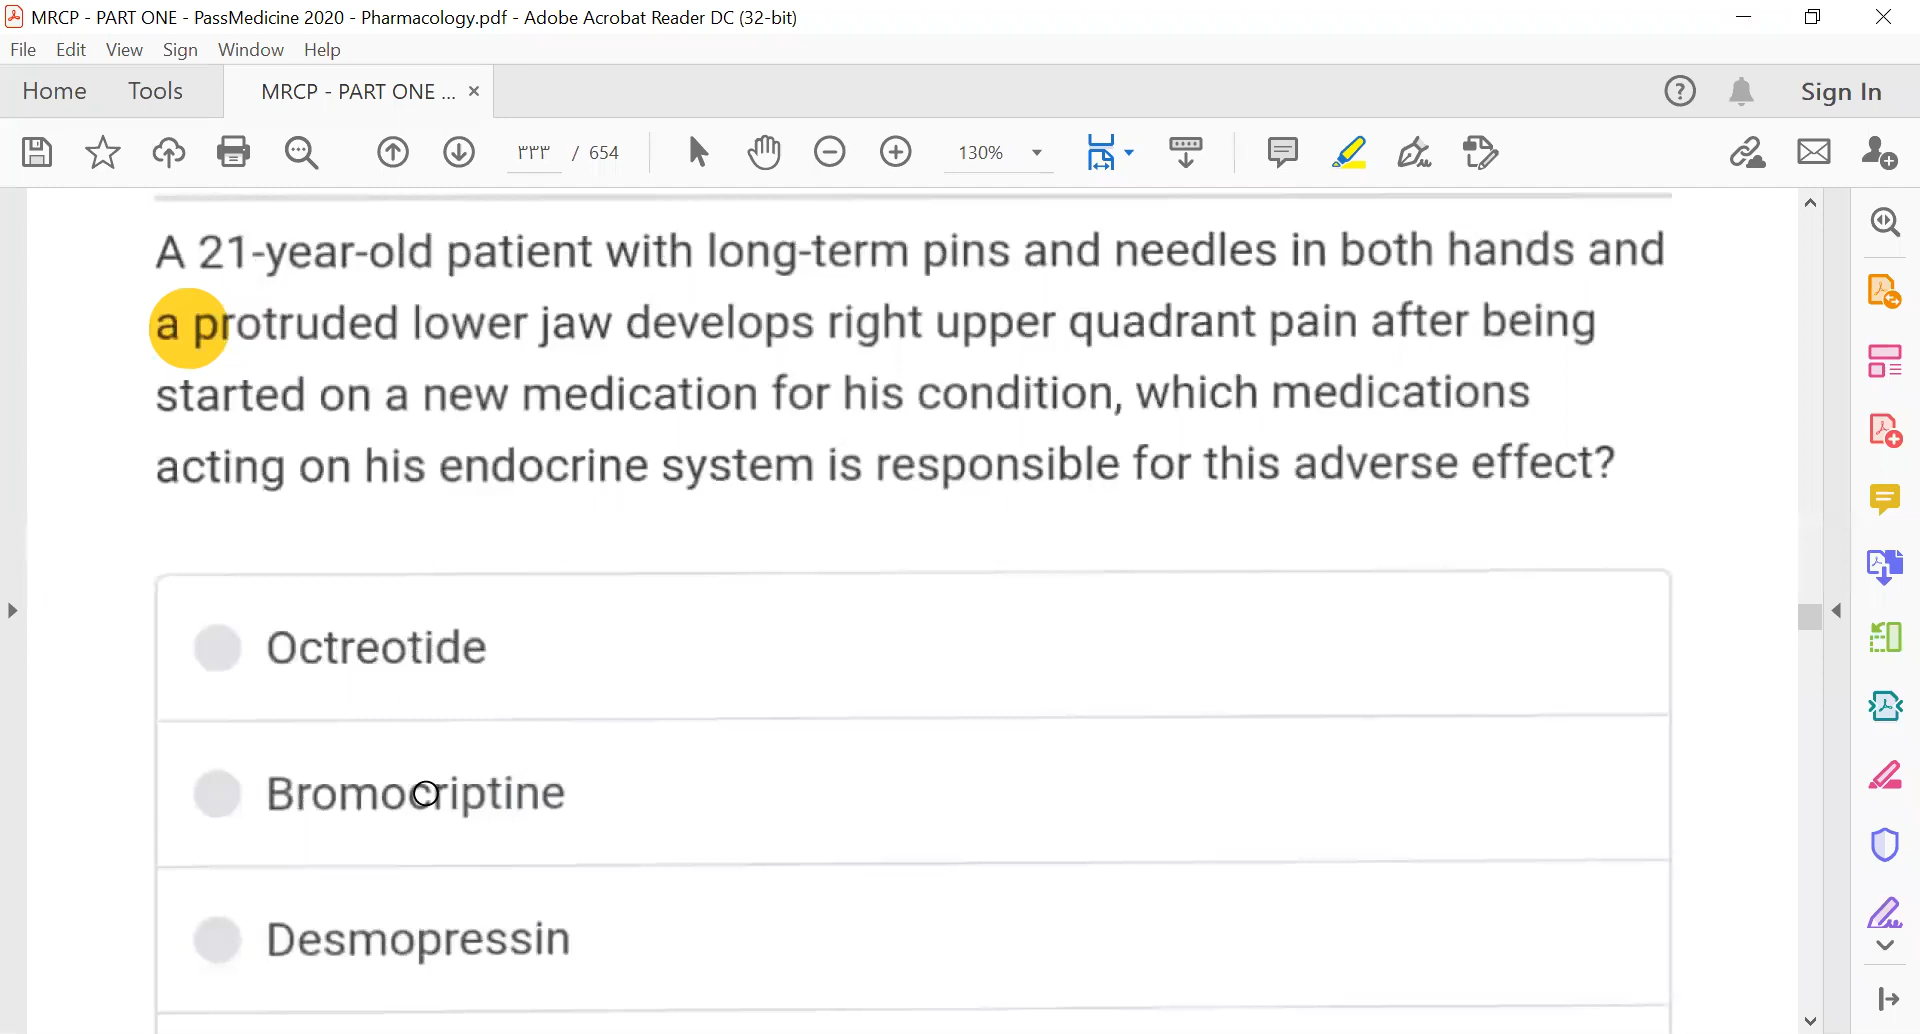 MRCP - PART ONE - PassMedicine 2020 - Pharmacology.pdf - Adobe Acrobat Reader DC (32-bit)
File Edit View Sign Window Help
Home Tools MRCP - PART ONE ... × Sign In
٣٣٣ / 654 130%
A 21-year-old patient with long-term pins and needles in both hands and
a protruded lower jaw develops right upper quadrant pain after being
started on a new medication for his condition, which medications
acting on his endocrine system is responsible for this adverse effect?
Octreotide
Bromocriptine
Desmopressin